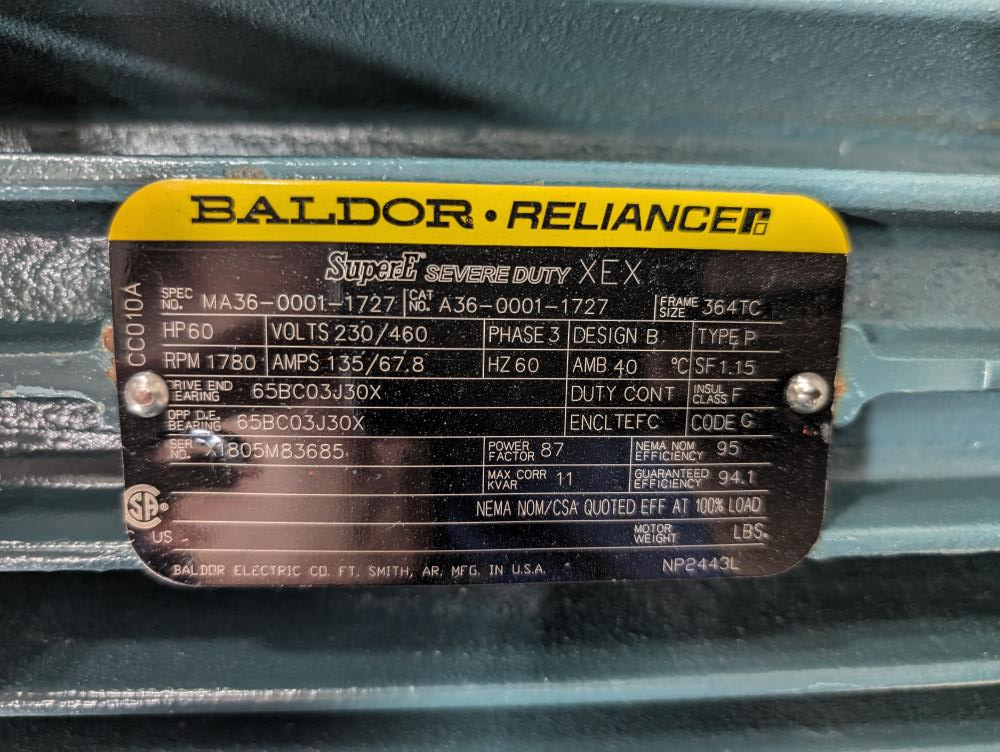 BALDOR • RELIANCE
Super-E SEVERE DUTY XEX
CC010A
SPEC NO. MA36-0001-1727 CAT NO. A36-0001-1727 FRAME SIZE 364TC
HP 60 VOLTS 230/460 PHASE 3 DESIGN B TYPE P
RPM 1780 AMPS 135/67.8 HZ 60 AMB 40 °C SF 1.15
DRIVE END BEARING 65BC03J30X DUTY CONT INSUL CLASS F
OPP D.E. BEARING 65BC03J30X ENCL TEFC CODE G
SER NO. X1805M83685 POWER FACTOR 87 NEMA NOM EFFICIENCY 95
MAX CORR KVAR 11 GUARANTEED EFFICIENCY 94.1
NEMA NOM/CSA QUOTED EFF AT 100% LOAD
SA
C US
MOTOR WEIGHT LBS.
BALDOR ELECTRIC CO. FT. SMITH, AR. MFG. IN U.S.A. NP2443L